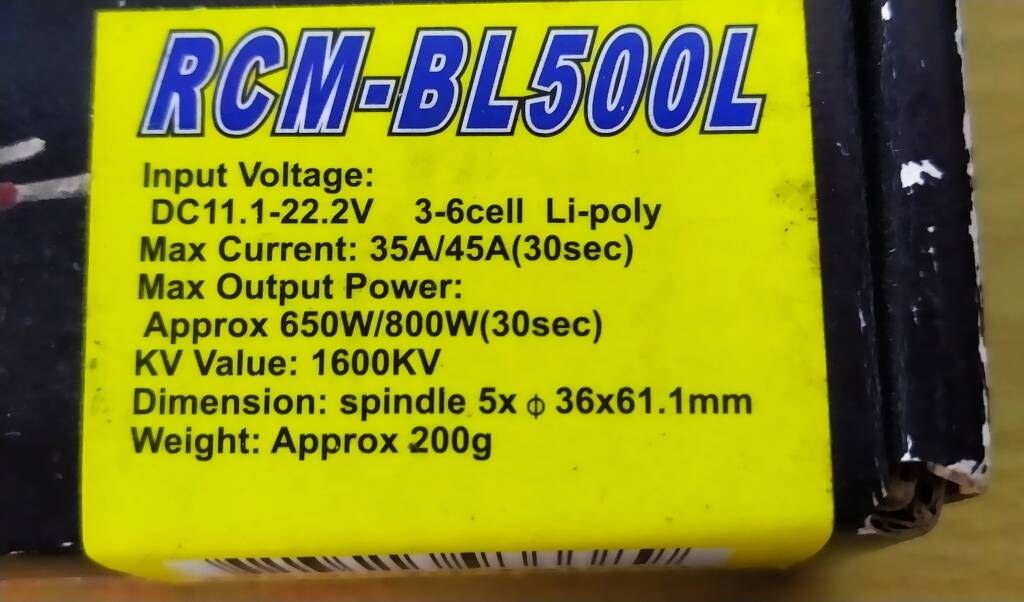 RCM-BL500L
Input Voltage:
DC11.1-22.2V 3-6cell Li-poly
Max Current: 35A/45A(30sec)
Max Output Power:
Approx 650W/800W(30sec)
KV Value: 1600KV
Dimension: spindle 5x ф 36x61.1mm
Weight: Approx 200g